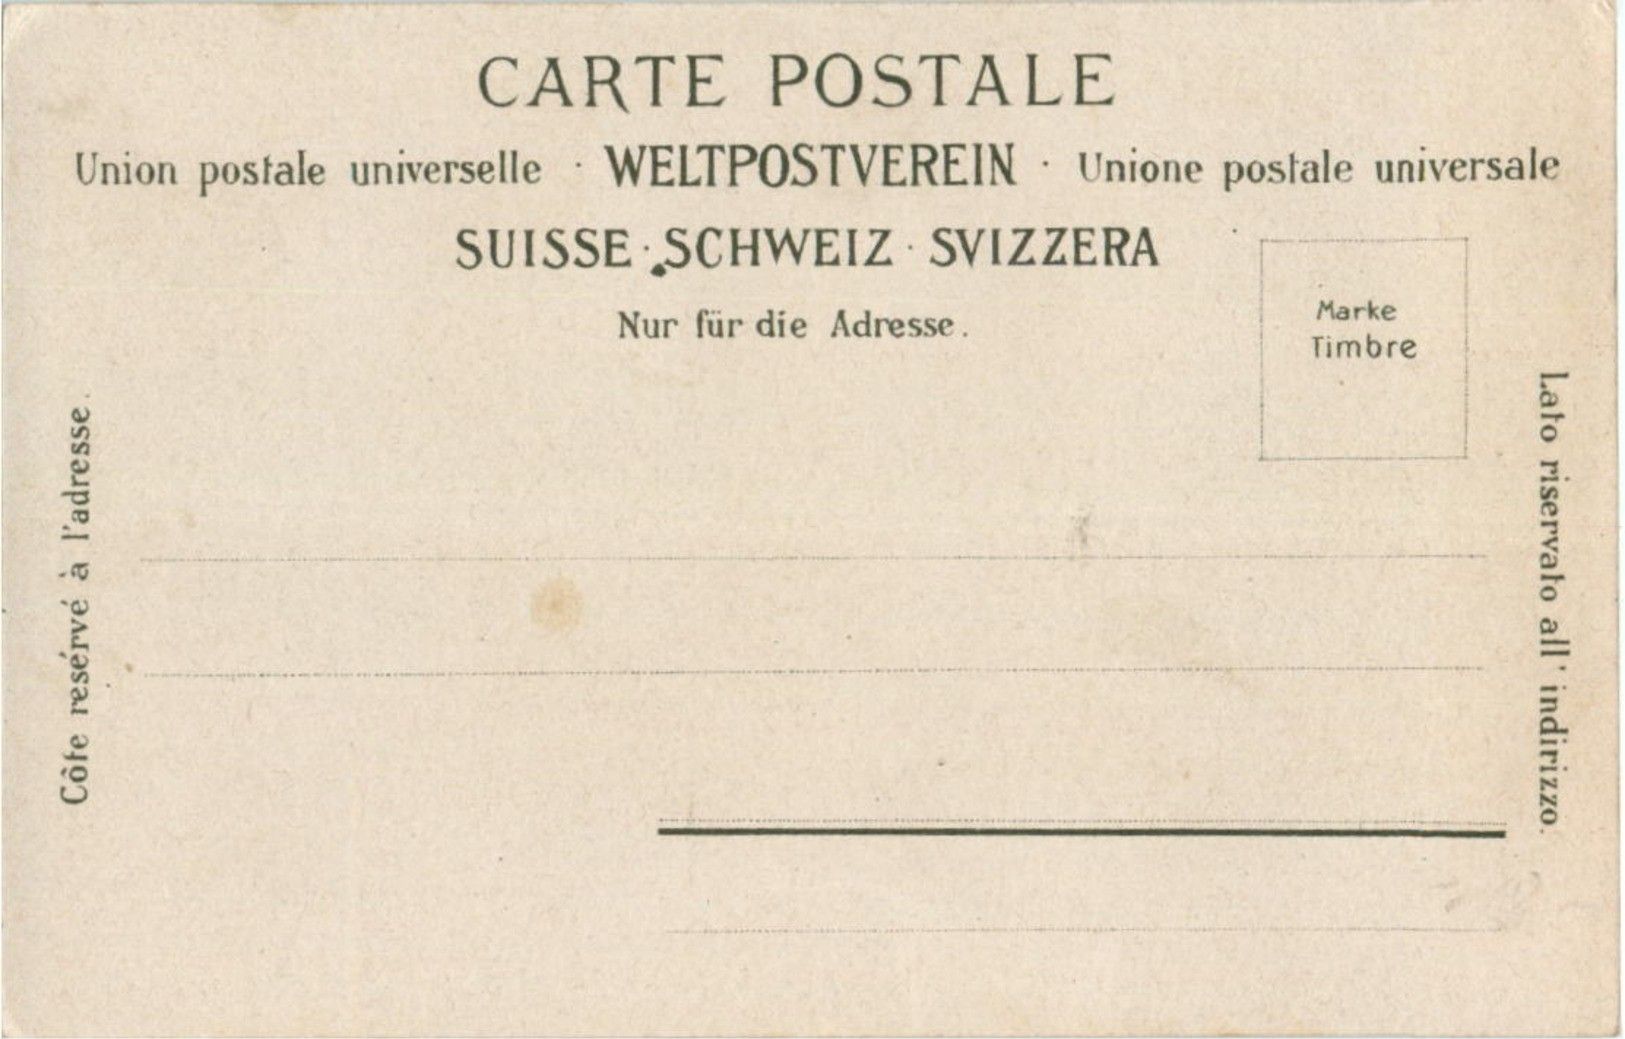 CARTE POSTALE
Union postale universelle · WELTPOSTVEREIN · Unione postale universale
SUISSE · SCHWEIZ · SVIZZERA
Nur für die Adresse.
Marke
Timbre
Côte resérvé à l'adresse.
Lato riservato all' indirizzo.